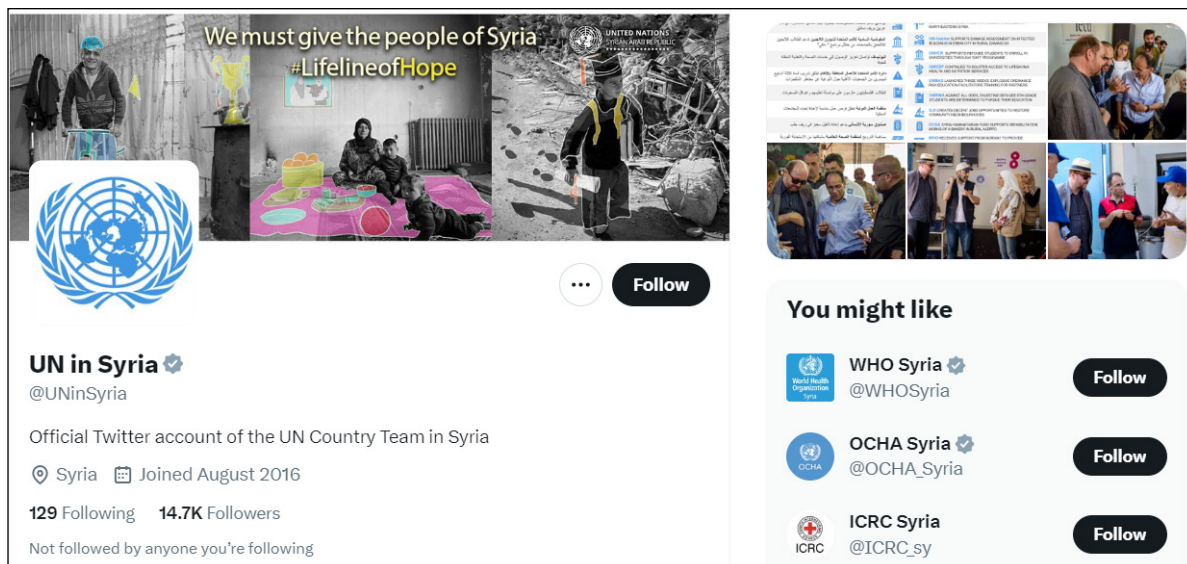 We must give the people of Syria
#LifelineofHope
UNITED NATIONS
SYRIAN ARAB REPUBLIC
Follow
UN in Syria
@UNinSyria
Official Twitter account of the UN Country Team in Syria
Syria Joined August 2016
129 Following 14.7K Followers
Not followed by anyone you’re following
You might like
World Health
Organization
Syria
WHO Syria
@WHOSyria
Follow
OCHA
OCHA Syria
@OCHA_Syria
Follow
ICRC
ICRC Syria
@ICRC_sy
Follow